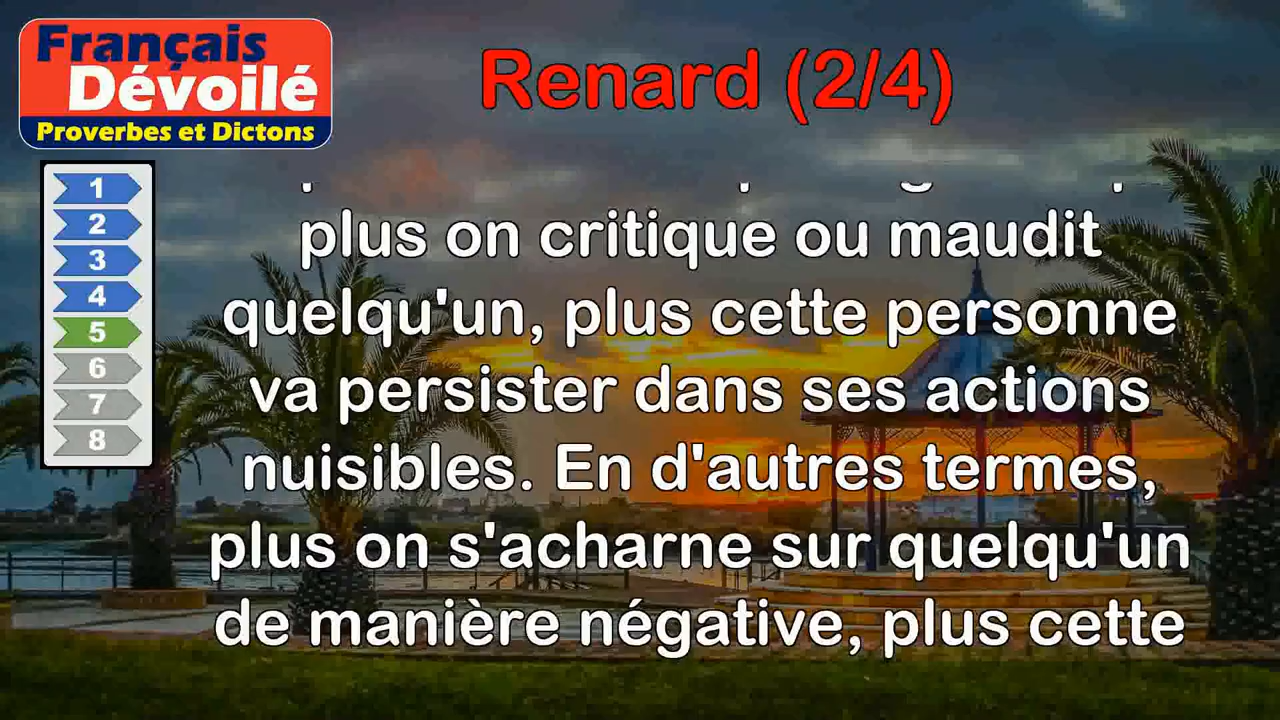 Français
Dévoilé
Proverbes et Dictons
Renard (2/4)
1
2
3
4
5
6
7
8
plus on critique ou maudit
quelqu'un, plus cette personne
va persister dans ses actions
nuisibles. En d'autres termes,
plus on s'acharne sur quelqu'un
de manière négative, plus cette